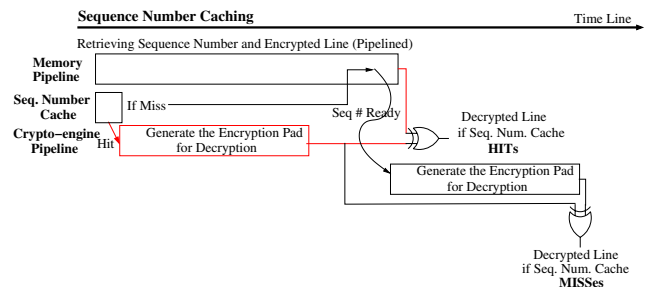 Sequence Number Caching
Time Line
Retrieving Sequence Number and Encrypted Line (Pipelined)
Memory
Pipeline
Seq. Number
Cache
If Miss
Seq # Ready
Crypto−engine
Pipeline
Hit
Generate the Encryption Pad
for Decryption
Decrypted Line
if Seq. Num. Cache
HITs
Generate the Encryption Pad
for Decryption
Decrypted Line
if Seq. Num. Cache
MISSes